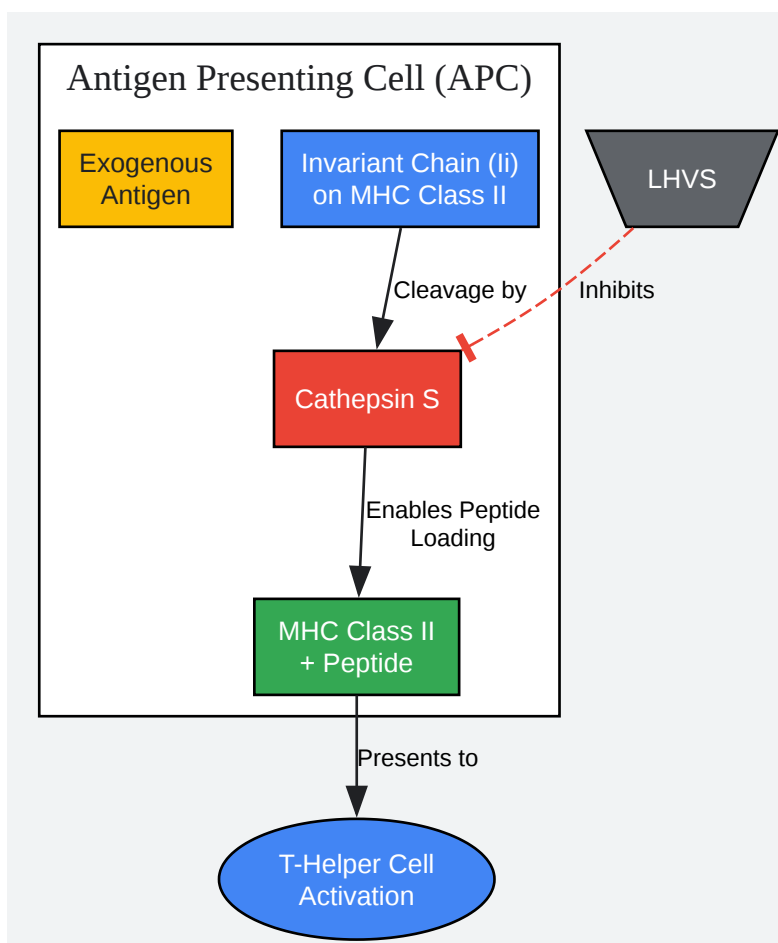 Antigen Presenting Cell (APC)
Exogenous
Antigen
Invariant Chain (Ii)
on MHC Class II
LHVS
Cleavage by
Inhibits
Cathepsin S
Enables Peptide
Loading
MHC Class II
+ Peptide
Presents to
T-Helper Cell
Activation